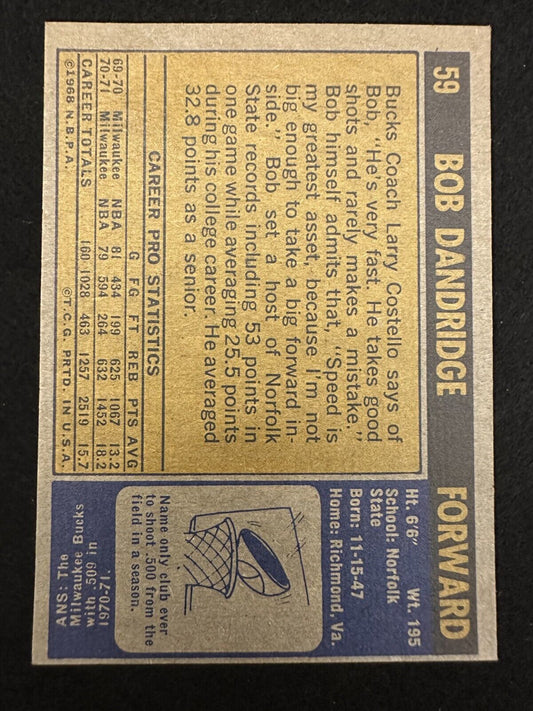 59 BOB DANDRIDGE FORWARD
Bucks Coach Larry Costello says of
Bob, "He's very fast. He takes good
shots and rarely makes a mistake."
Bob himself admits that, "Speed is
my greatest asset, because I'm not
big enough to take a big forward in-
side." Bob set a host of Norfolk
State records including 53 points in
one game while averaging 25.5 points
during his college career. He averaged
32.8 points as a senior.
CAREER PRO STATISTICS
G FG FT REB PTS AVG
69-70 Milwaukee NBA 81 434 199 625 1067 13.2
70-71 Milwaukee NBA 79 594 264 632 1452 18.2
CAREER TOTALS 160 1028 463 1257 2519 15.7
©1968 N.B.P.A. ©T.C.G. PRTD. IN U.S.A.
Ht. 6'6" Wt. 195
School: Norfolk
State
Born: 11-15-47
Home: Richmond, Va.
Name only club ever
to shoot .500 from the
field in a season.
ANS: The
Milwaukee Bucks
with .509 in
1970-71.